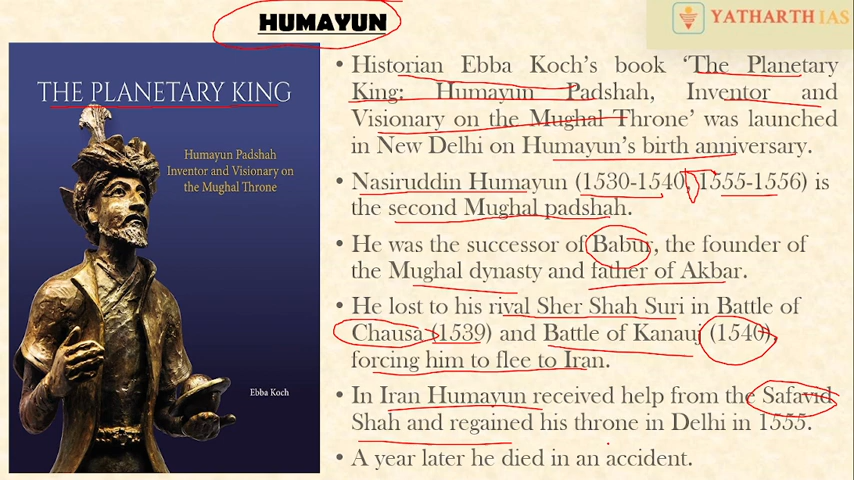 HUMAYUN
YATHARTH IAS
THE PLANETARY KING
Humayun Padshah
Inventor and Visionary on
the Mughal Throne
Ebba Koch
• Historian Ebba Koch's book 'The Planetary
King: Humayun Padshah, Inventor and
Visionary on the Mughal Throne' was launched
in New Delhi on Humayun's birth anniversary.
• Nasiruddin Humayun (1530-1540, 1555-1556) is
the second Mughal padshah.
• He was the successor of Babur, the founder of
the Mughal dynasty and father of Akbar.
• He lost to his rival Sher Shah Suri in Battle of
Chausa (1539) and Battle of Kanauj (1540),
forcing him to flee to Iran.
• In Iran Humayun received help from the Safavid
Shah and regained his throne in Delhi in 1555.
• A year later he died in an accident.